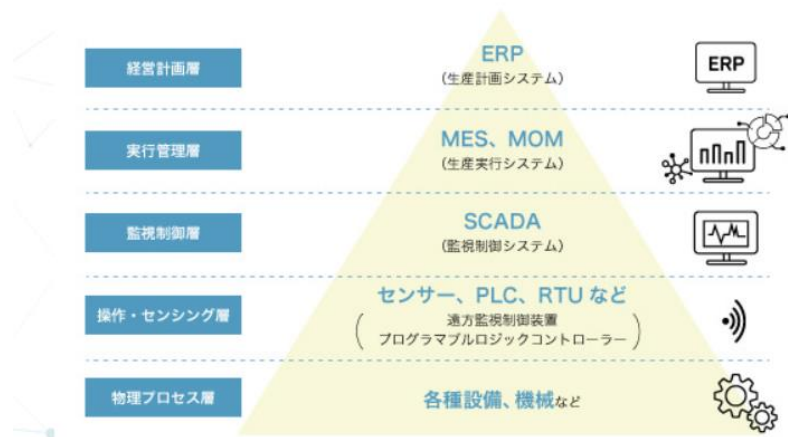 経営計画層
ERP
(生産計画システム)
ERP
実行管理層
MES、MOM
(生産実行システム)
監視制御層
SCADA
(監視制御システム)
操作・センシング層
センサー、PLC、RTU など
遠方監視制御装置
プログラマブルロジックコントローラー
物理プロセス層
各種設備、機械など